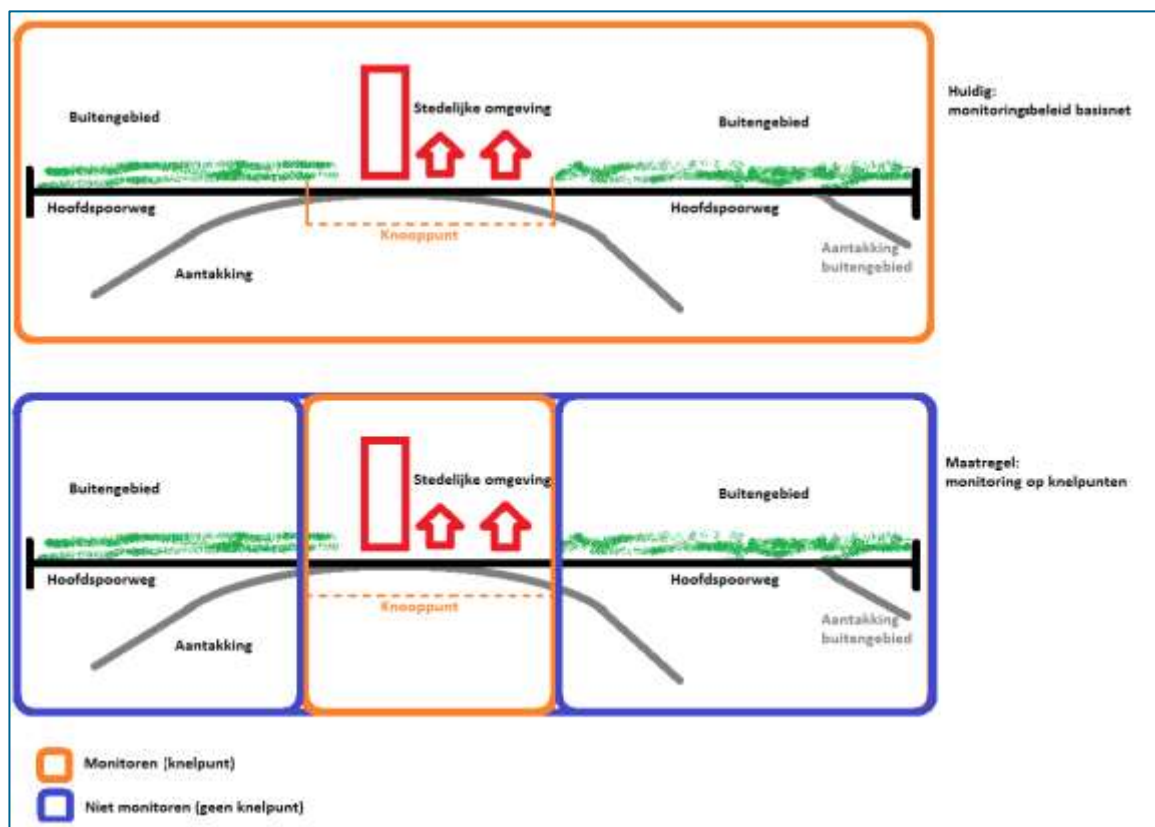 Buitengebied
Stedelijke omgeving
Buitengebied
Huidig:
monitoringsbeleid basisnet
Hoofdspoorweg
Hoofdspoorweg
Knooppunt
Aantakking
Aantakking
buitengebied
Buitengebied
Stedelijke omgeving
Buitengebied
Maatregel:
monitoring op knelpunten
Hoofdspoorweg
Hoofdspoorweg
Knooppunt
Aantakking
Aantakking
buitengebied
Monitoren (knelpunt)
Niet monitoren (geen knelpunt)